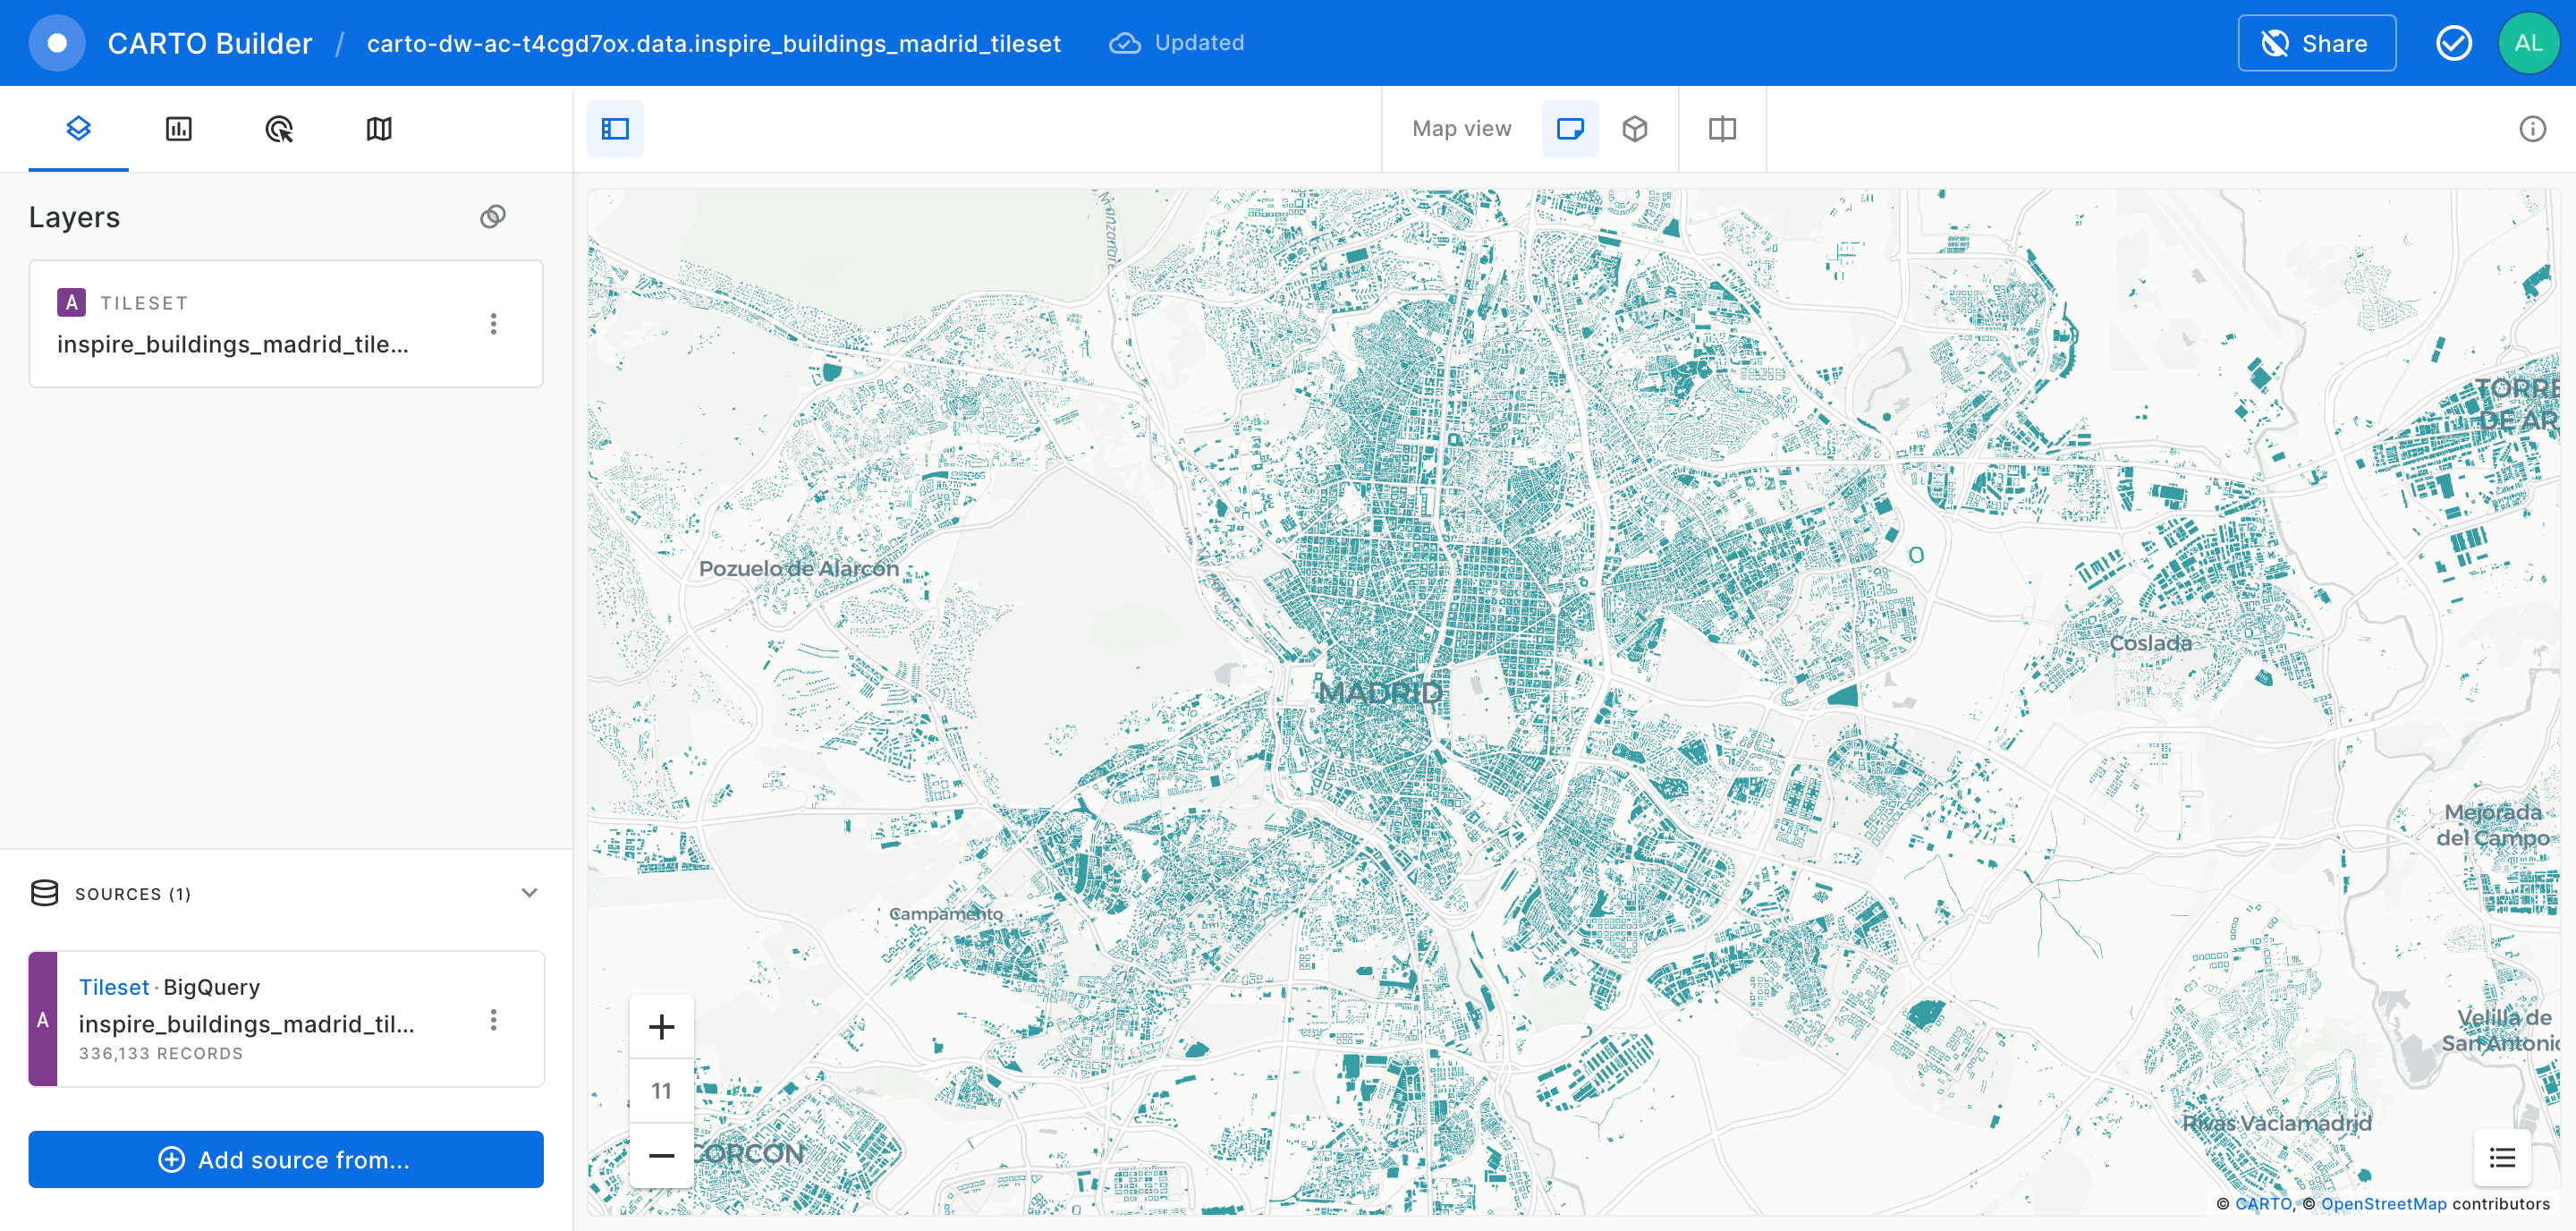 CARTO Builder / carto-dw-ac-t4cgd7ox.data.inspire_buildings_madrid_tileset Updated
Share
AL
Map view
Layers
A TILESET
inspire_buildings_madrid_tile...
SOURCES (1)
A
Tileset · BigQuery
inspire_buildings_madrid_til...
336,133 RECORDS
Add source from...
TORRE
DE AR
Pozuelo de Alarcón
Coslada
MADRID
Mejorada
del Campo
Campamento
Velilla de
San Antonio
Rivas Vaciamadrid
CORCÓN
11
© CARTO, © OpenStreetMap contributors